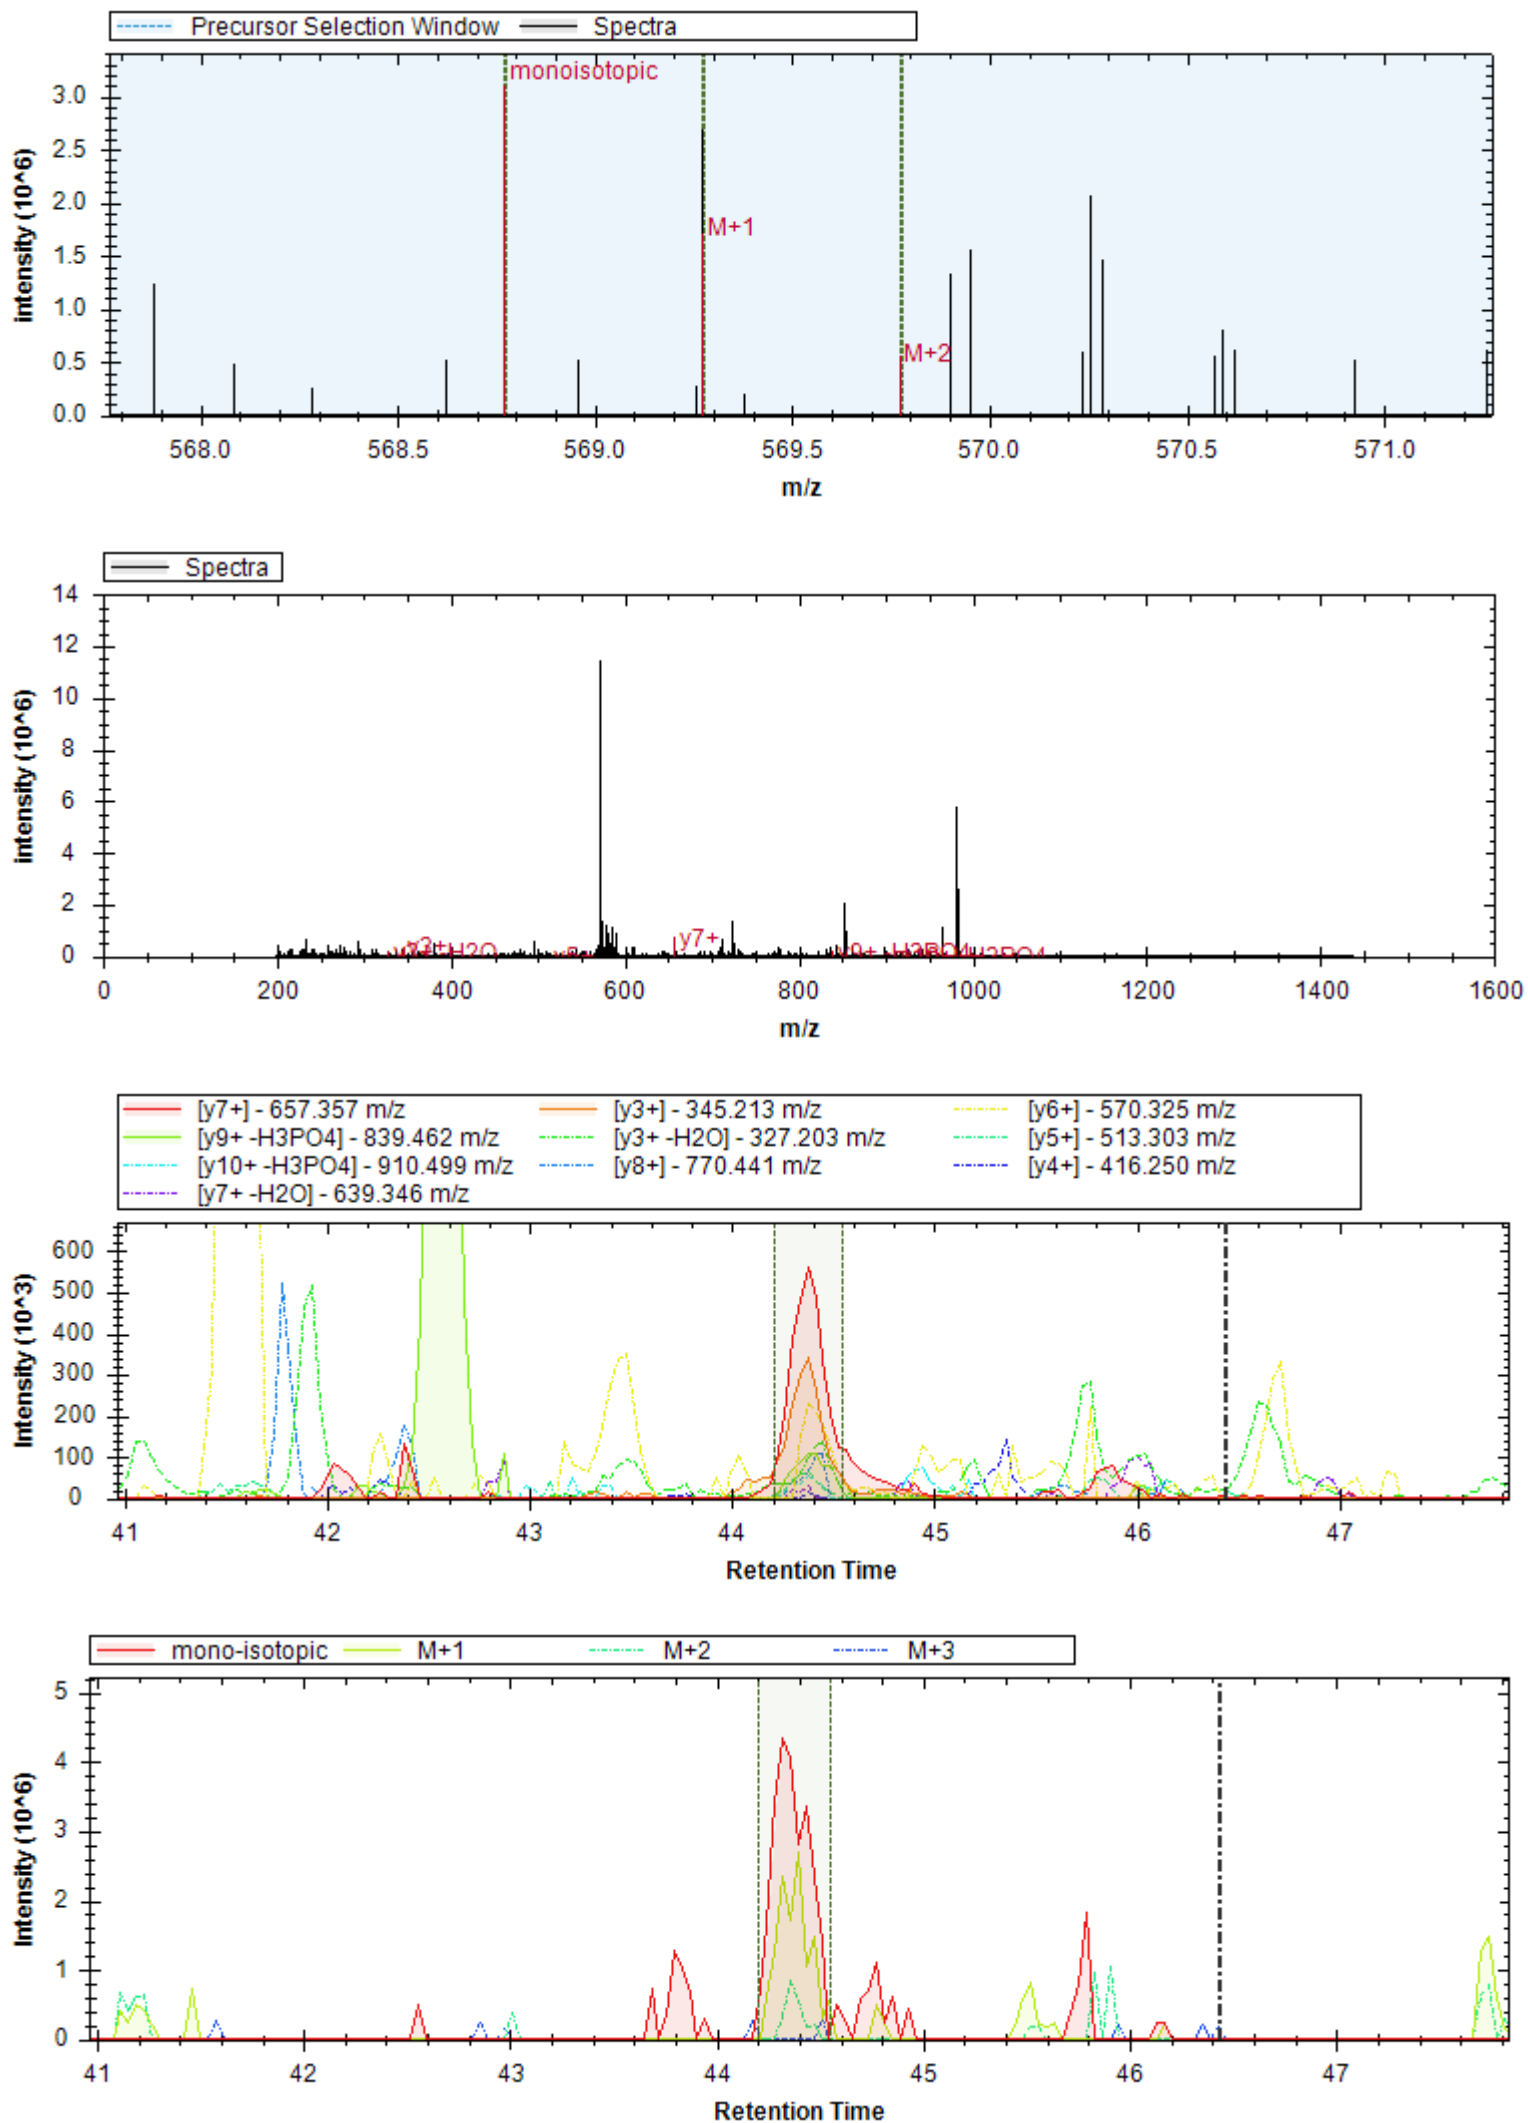 Precursor Selection Window Spectra
monoisotopic
M+1
M+2
3.0
2.5
2.0
1.5
1.0
0.5
0.0
intensity (10^6)
568.0 568.5 569.0 569.5 570.0 570.5 571.0
m/z
Spectra
14
12
10
8
6
4
2
0
intensity (10^6)
y7+
0 200 400 600 800 1000 1200 1400 1600
m/z
[y7+] - 657.357 m/z [y3+] - 345.213 m/z [y6+] - 570.325 m/z
[y9+ -H3PO4] - 839.462 m/z [y3+ -H2O] - 327.203 m/z [y5+] - 513.303 m/z
[y10+ -H3PO4] - 910.499 m/z [y8+] - 770.441 m/z [y4+] - 416.250 m/z
[y7+ -H2O] - 639.346 m/z
600
500
400
300
200
100
0
Intensity (10^3)
41 42 43 44 45 46 47
Retention Time
mono-isotopic M+1 M+2 M+3
5
4
3
2
1
0
Intensity (10^6)
41 42 43 44 45 46 47
Retention Time